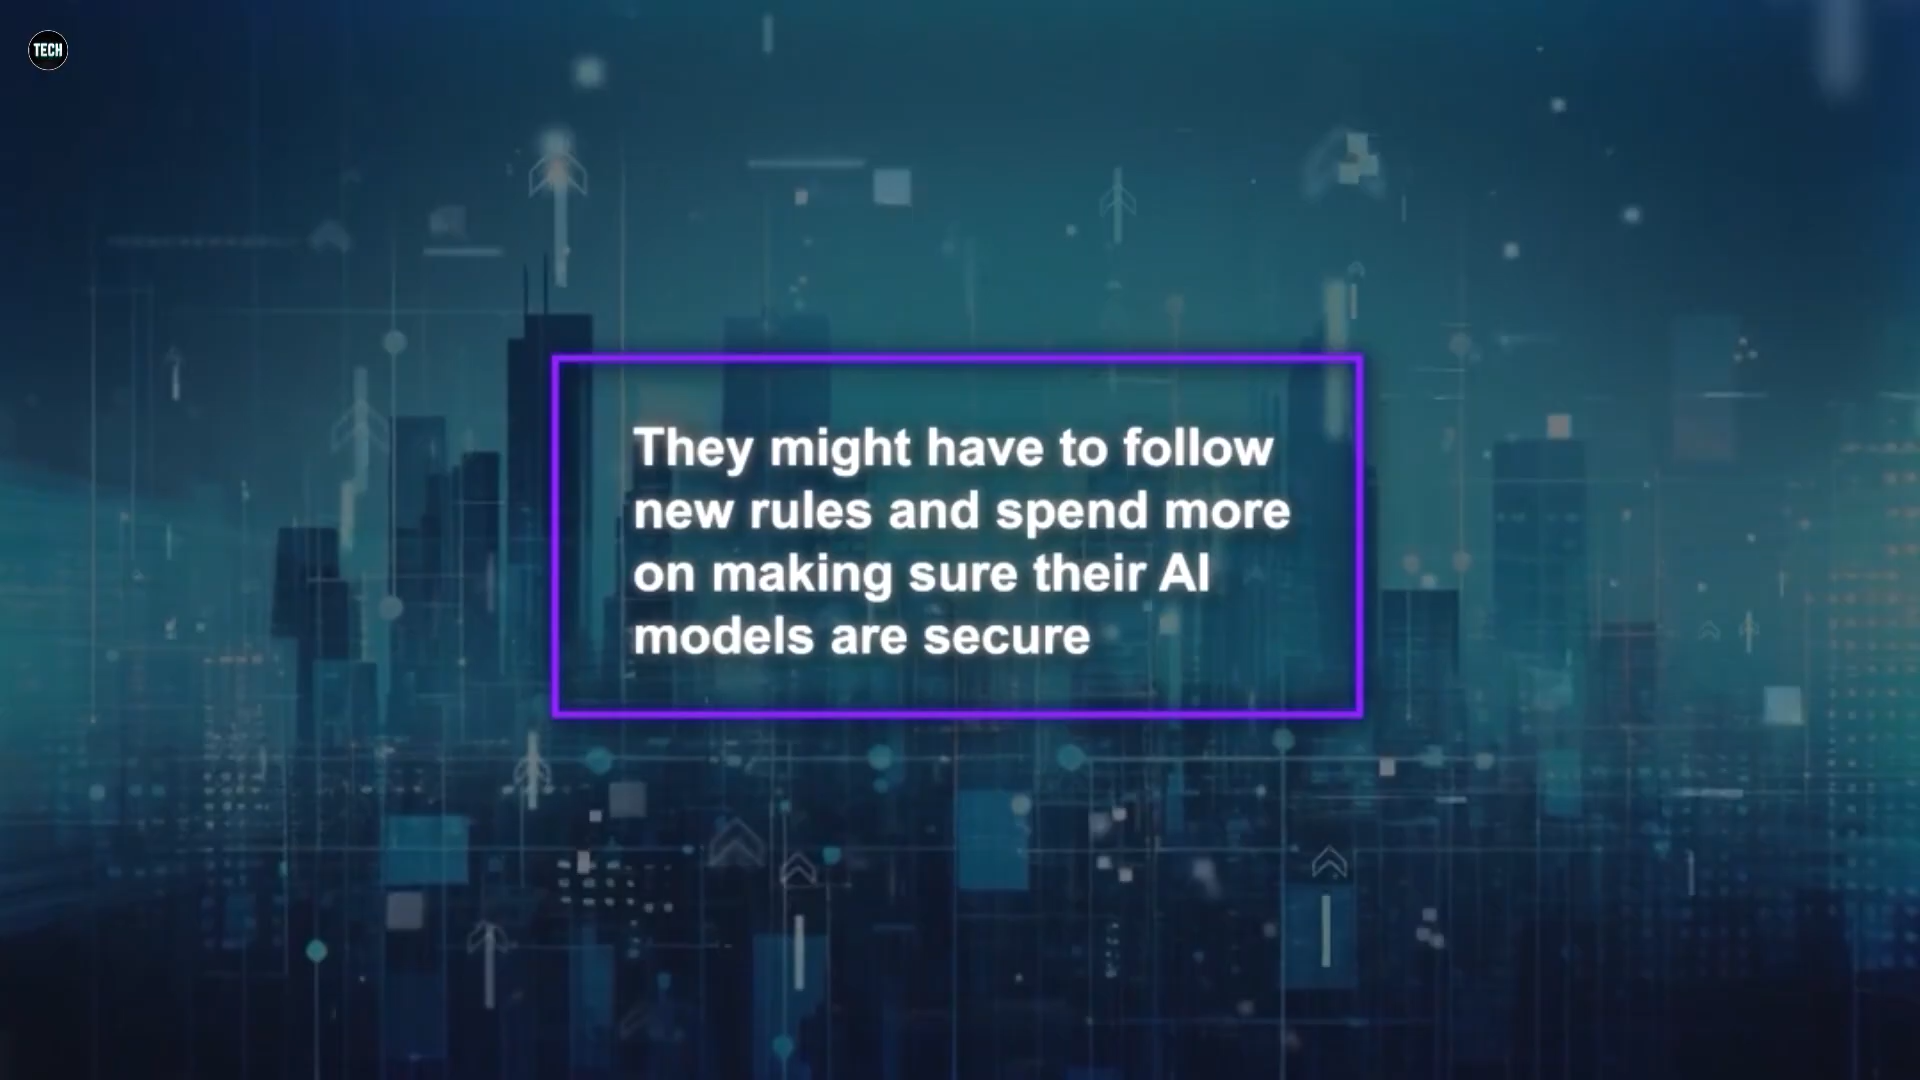 TECH
They might have to follow
new rules and spend more
on making sure their AI
models are secure